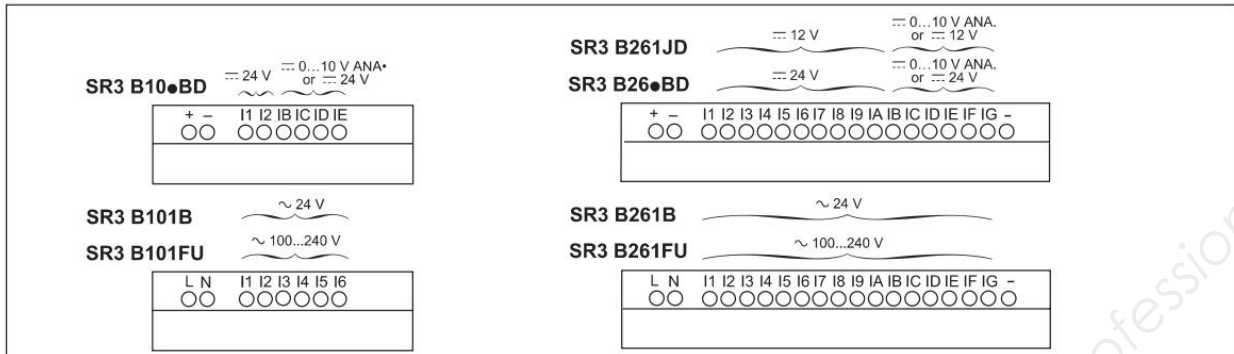 SR3 B10●BD
⎓ 24 V
⎓ 0...10 V ANA•
or ⎓ 24 V
+ – I1 I2 IB IC ID IE
SR3 B101B
∼ 24 V
SR3 B101FU
∼ 100...240 V
L N I1 I2 I3 I4 I5 I6
SR3 B261JD
⎓ 12 V
⎓ 0...10 V ANA.
or ⎓ 12 V
SR3 B26●BD
⎓ 24 V
⎓ 0...10 V ANA.
or ⎓ 24 V
+ – I1 I2 I3 I4 I5 I6 I7 I8 I9 IA IB IC ID IE IF IG –
SR3 B261B
∼ 24 V
SR3 B261FU
∼ 100...240 V
L N I1 I2 I3 I4 I5 I6 I7 I8 I9 IA IB IC ID IE IF IG –